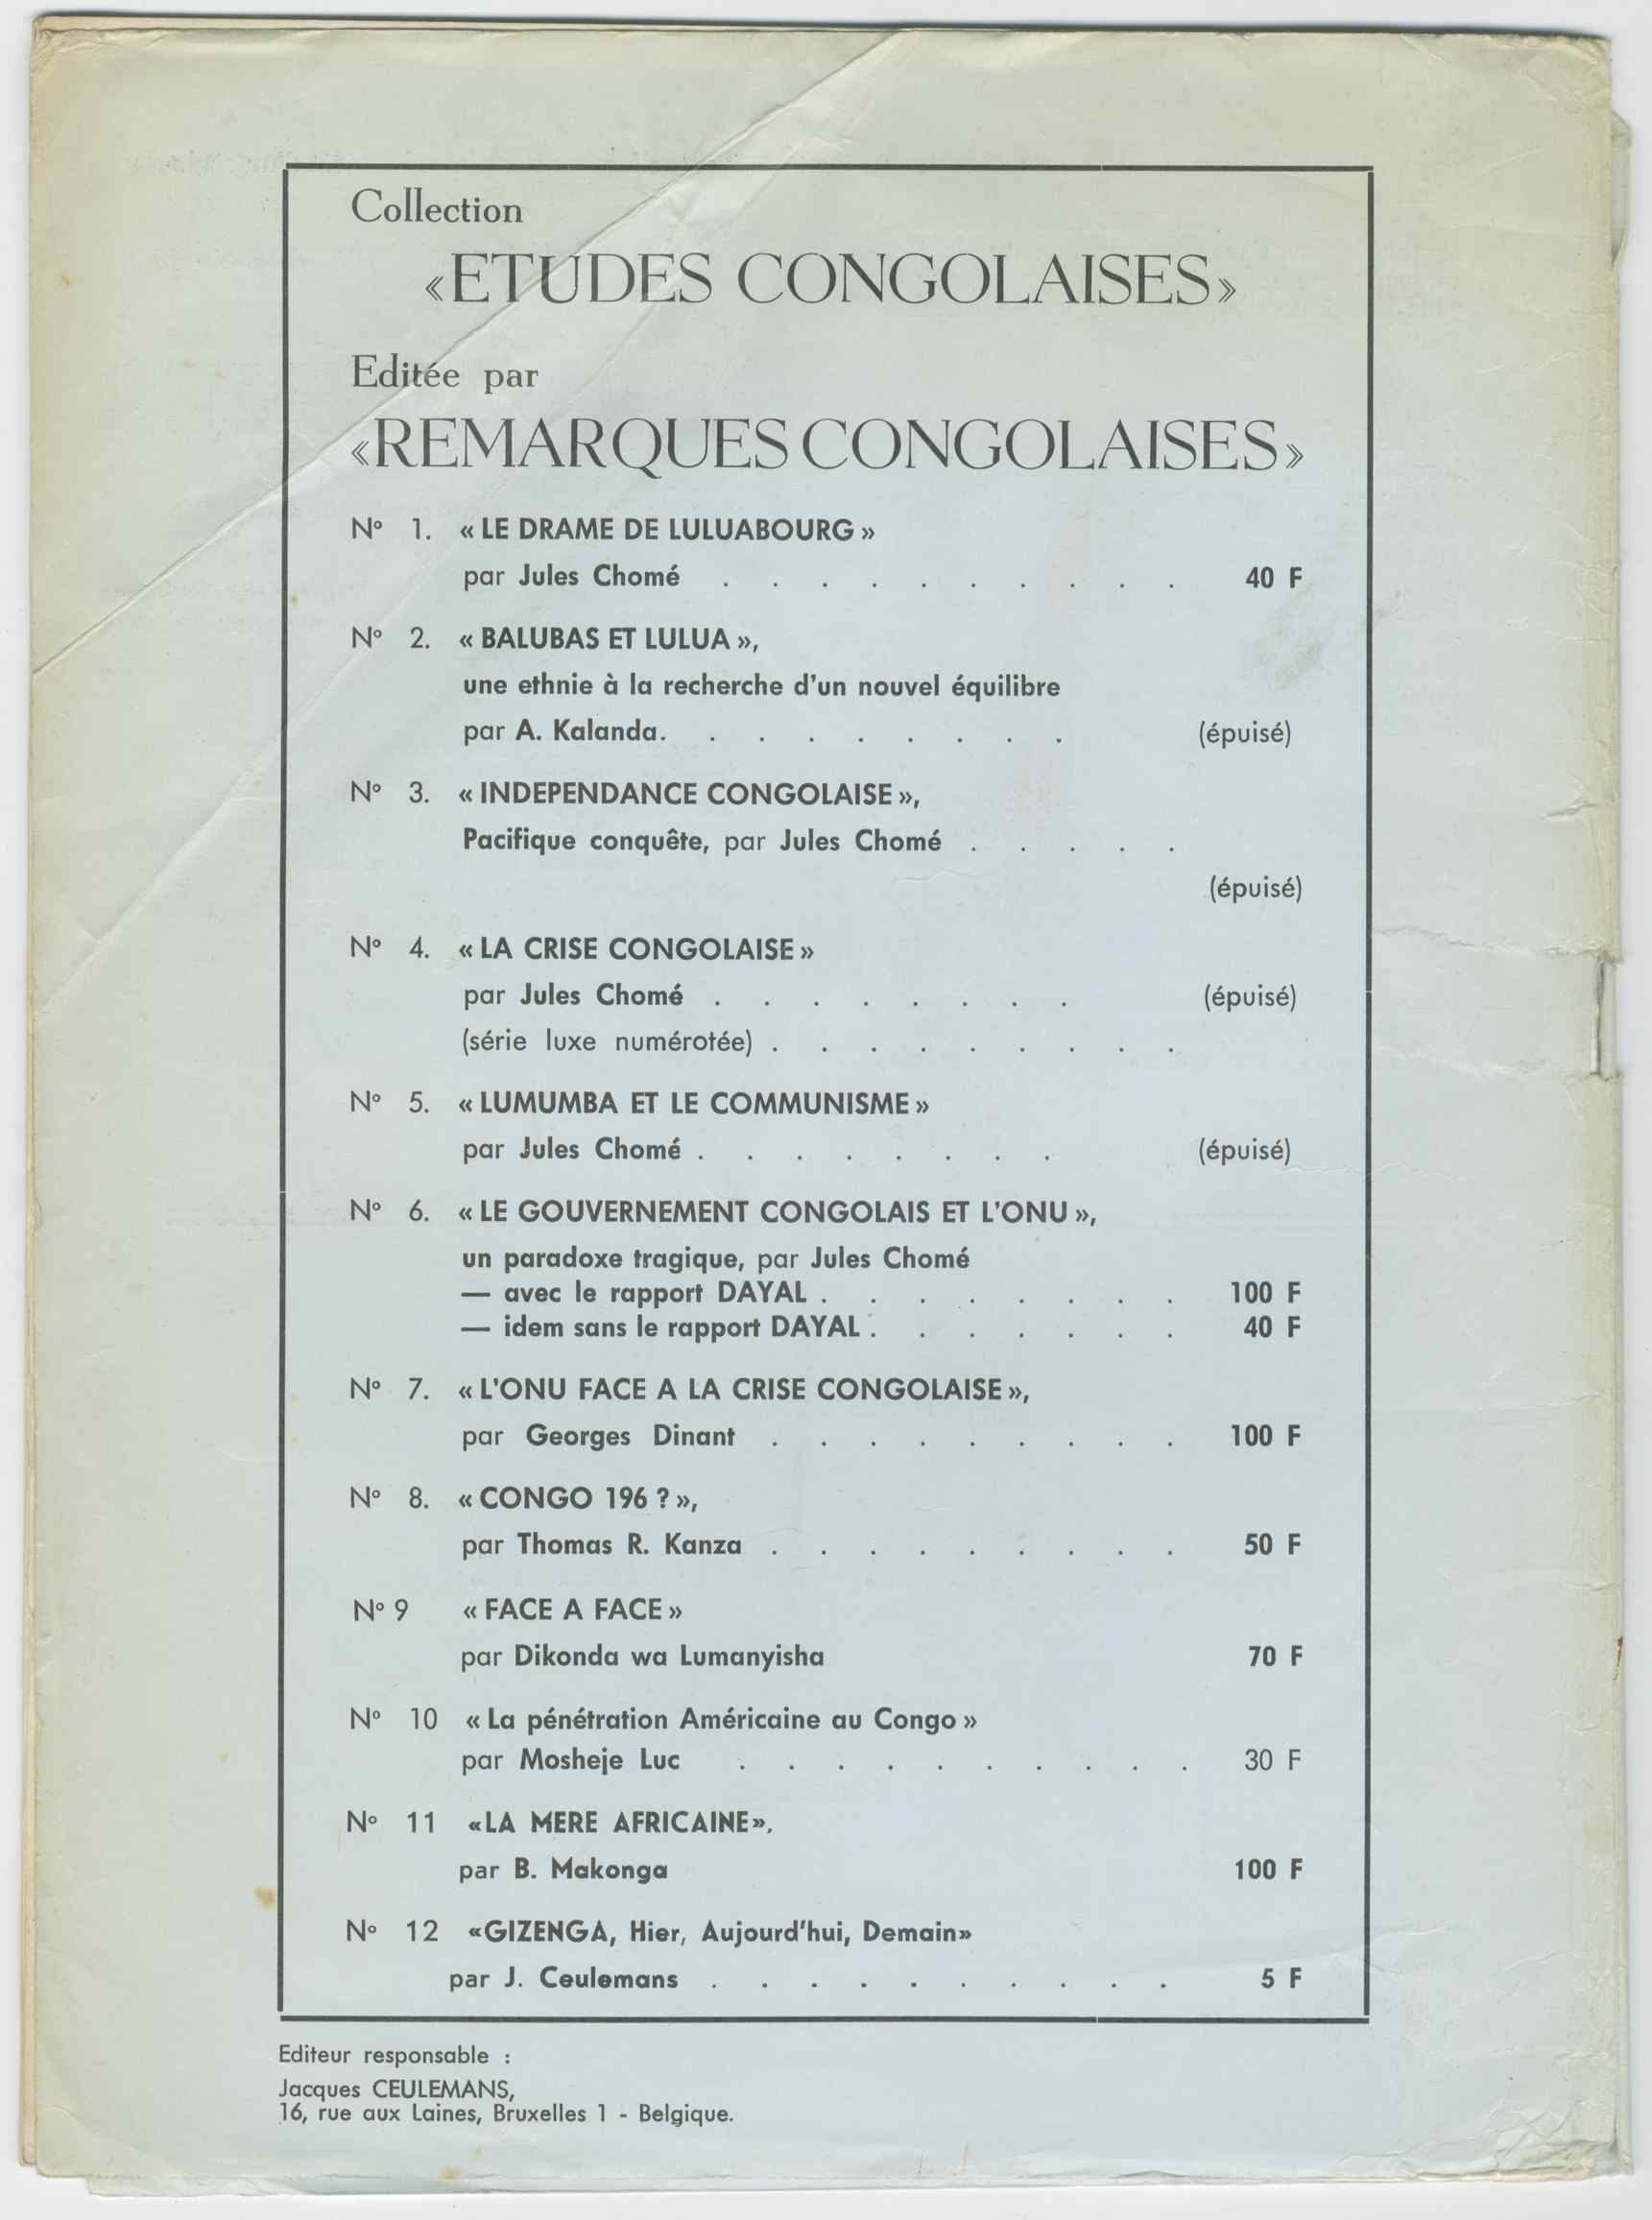 Collection
«ETUDES CONGOLAISES»
Editée par
«REMARQUES CONGOLAISES»
N° 1. « LE DRAME DE LULUABOURG »
par Jules Chomé . . . . . . . . . . 40 F
N° 2. « BALUBAS ET LULUA »,
une ethnie à la recherche d'un nouvel équilibre
par A. Kalanda. . . . . . . . . (épuisé)
N° 3. « INDEPENDANCE CONGOLAISE »,
Pacifique conquête, par Jules Chomé . . . . .
(épuisé)
N° 4. « LA CRISE CONGOLAISE »
par Jules Chomé . . . . . . . . (épuisé)
(série luxe numérotée) . . . . . . . . .
N° 5. « LUMUMBA ET LE COMMUNISME »
par Jules Chomé . . . . . . . . (épuisé)
N° 6. « LE GOUVERNEMENT CONGOLAIS ET L'ONU »,
un paradoxe tragique, par Jules Chomé
— avec le rapport DAYAL . . . . . . . . 100 F
— idem sans le rapport DAYAL . . . . . . . 40 F
N° 7. « L'ONU FACE A LA CRISE CONGOLAISE »,
par Georges Dinant . . . . . . . . . 100 F
N° 8. « CONGO 196 ? »,
par Thomas R. Kanza . . . . . . . . . 50 F
N° 9 « FACE A FACE »
par Dikonda wa Lumanyisha 70 F
N° 10 « La pénétration Américaine au Congo »
par Mosheje Luc . . . . . . . . . . 30 F
N° 11 «LA MERE AFRICAINE».
par B. Makonga 100 F
N° 12 «GIZENGA, Hier, Aujourd'hui, Demain»
par J. Ceulemans . . . . . . . . . . 5 F
Editeur responsable :
Jacques CEULEMANS,
16, rue aux Laines, Bruxelles 1 - Belgique.